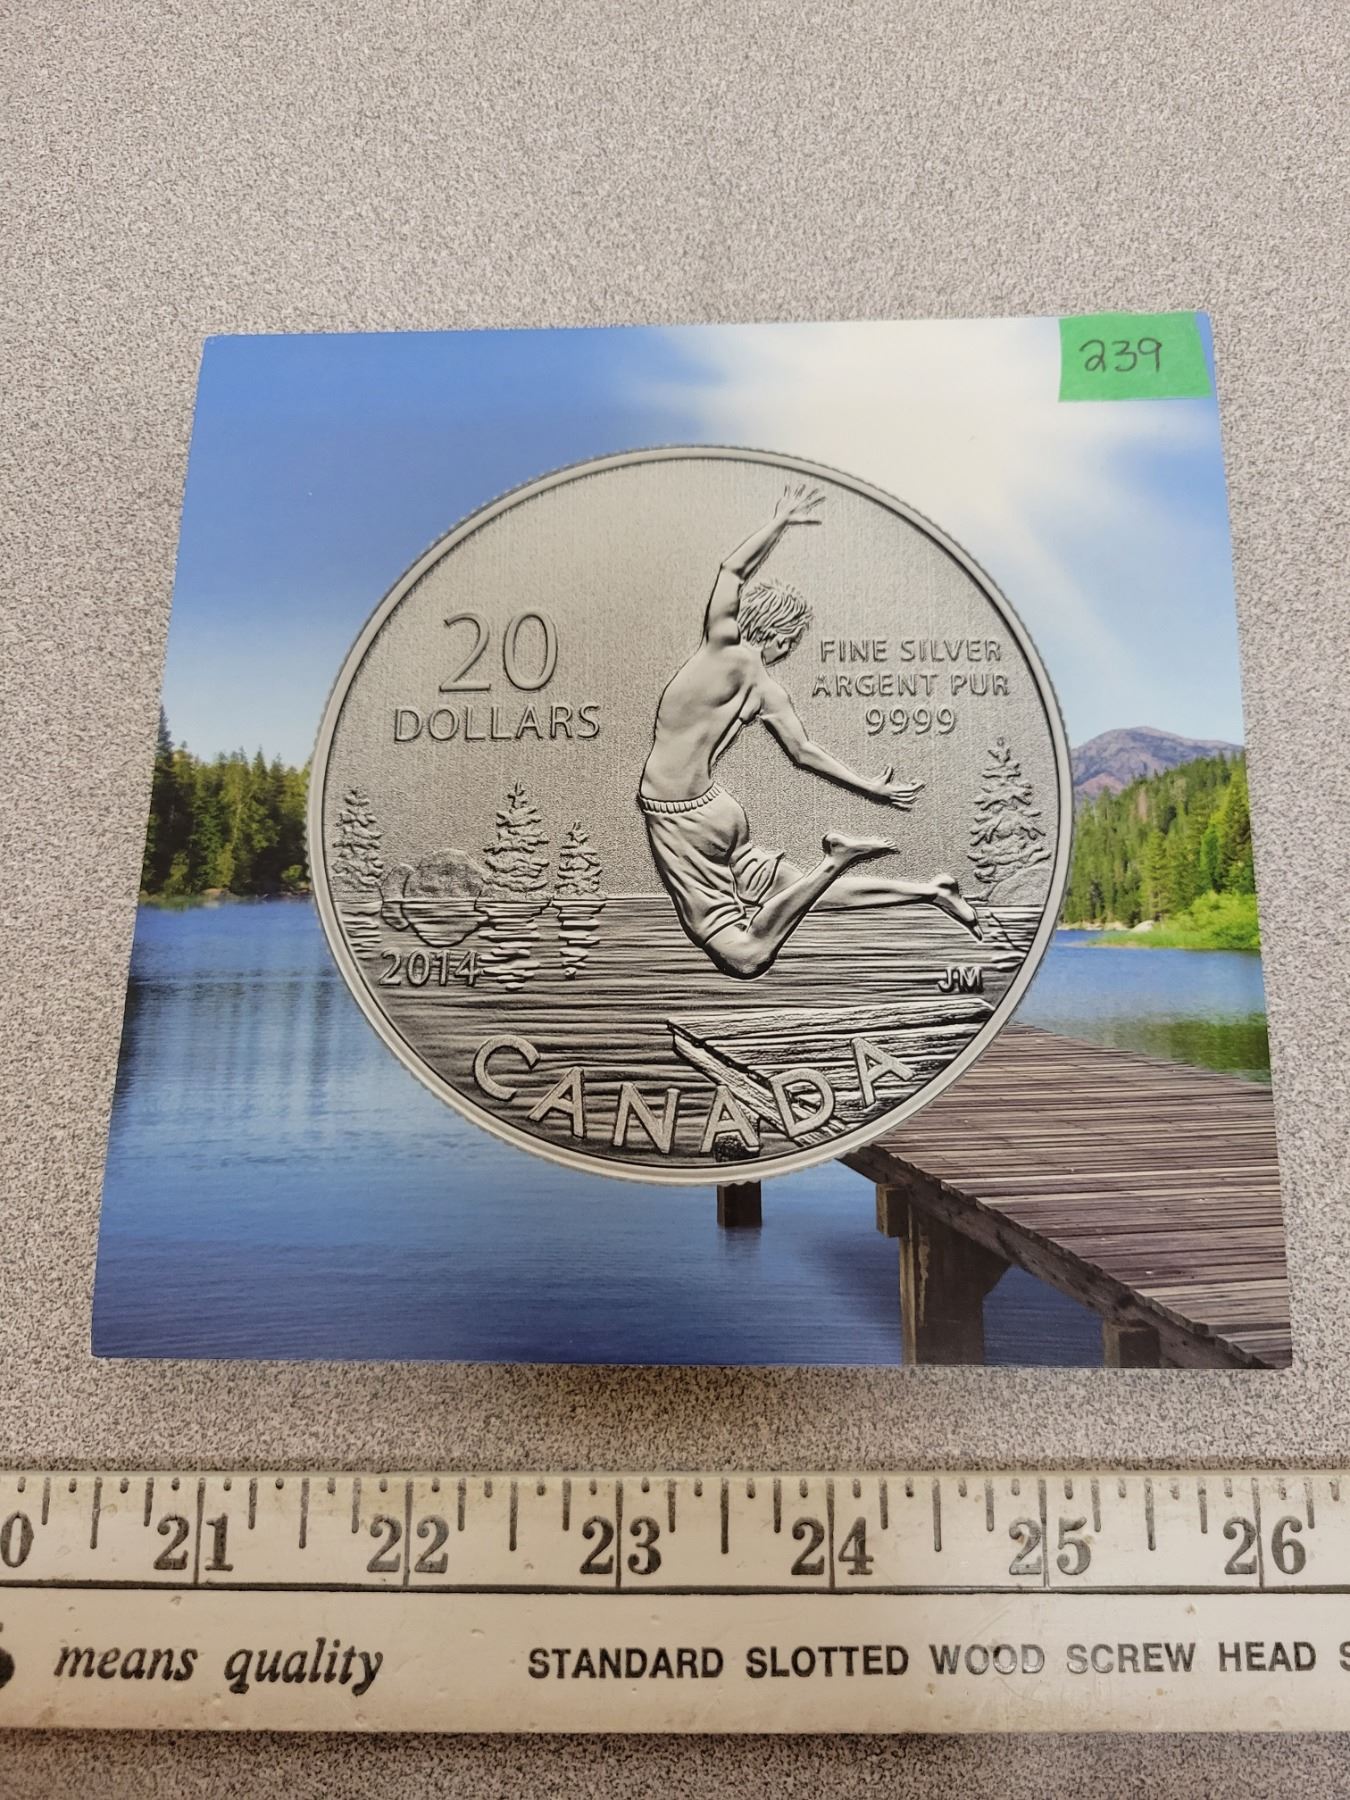 239
20
DOLLARS
FINE SILVER
ARGENT PUR
9999
2014
JM
CANADA
0 21 22 23 24 25 26
means quality STANDARD SLOTTED WOOD SCREW HEAD